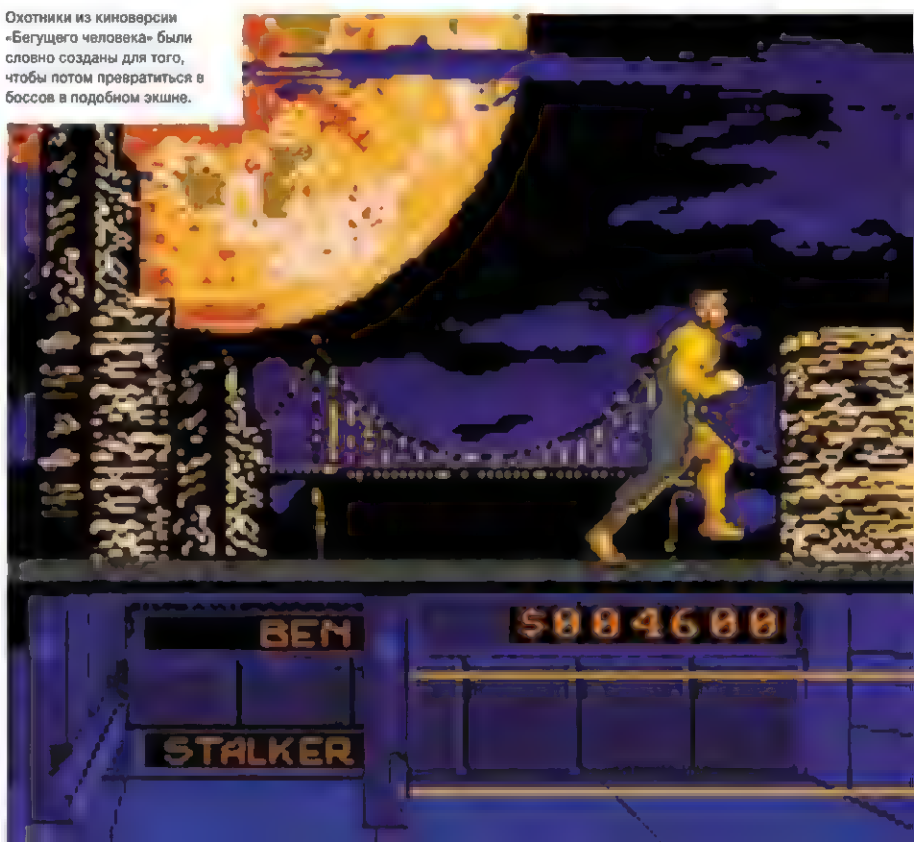 Охотники из киноверсии
«Бегущего человека» были
словно созданы для того,
чтобы потом превратиться в
боссов в подобном экшне.
BEN
$004600
STALKER